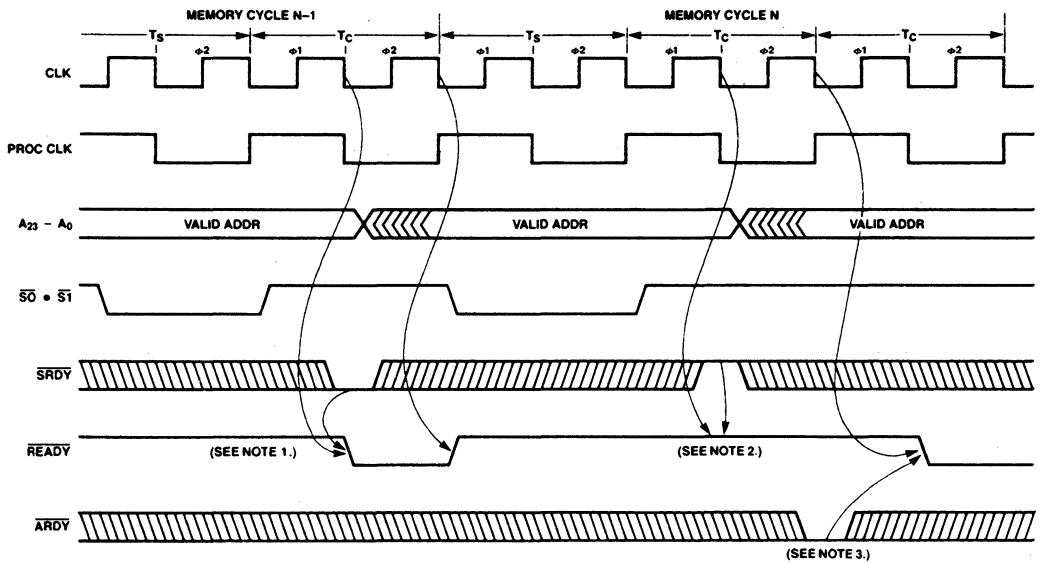 MEMORY CYCLE N–1 MEMORY CYCLE N
TS TC TS TC TC
Φ2 Φ1 Φ2 Φ1 Φ2 Φ1 Φ2 Φ1 Φ2
CLK
PROC CLK
A23 – A0 VALID ADDR VALID ADDR VALID ADDR
S0 • S1
SRDY
READY (SEE NOTE 1.) (SEE NOTE 2.)
ARDY
(SEE NOTE 3.)